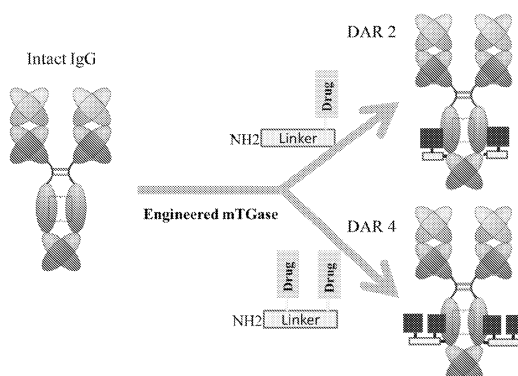 DAR 2
Intact IgG
Drug
NH2 Linker
Engineered mTGase
DAR 4
Drug Drug
NH2 Linker